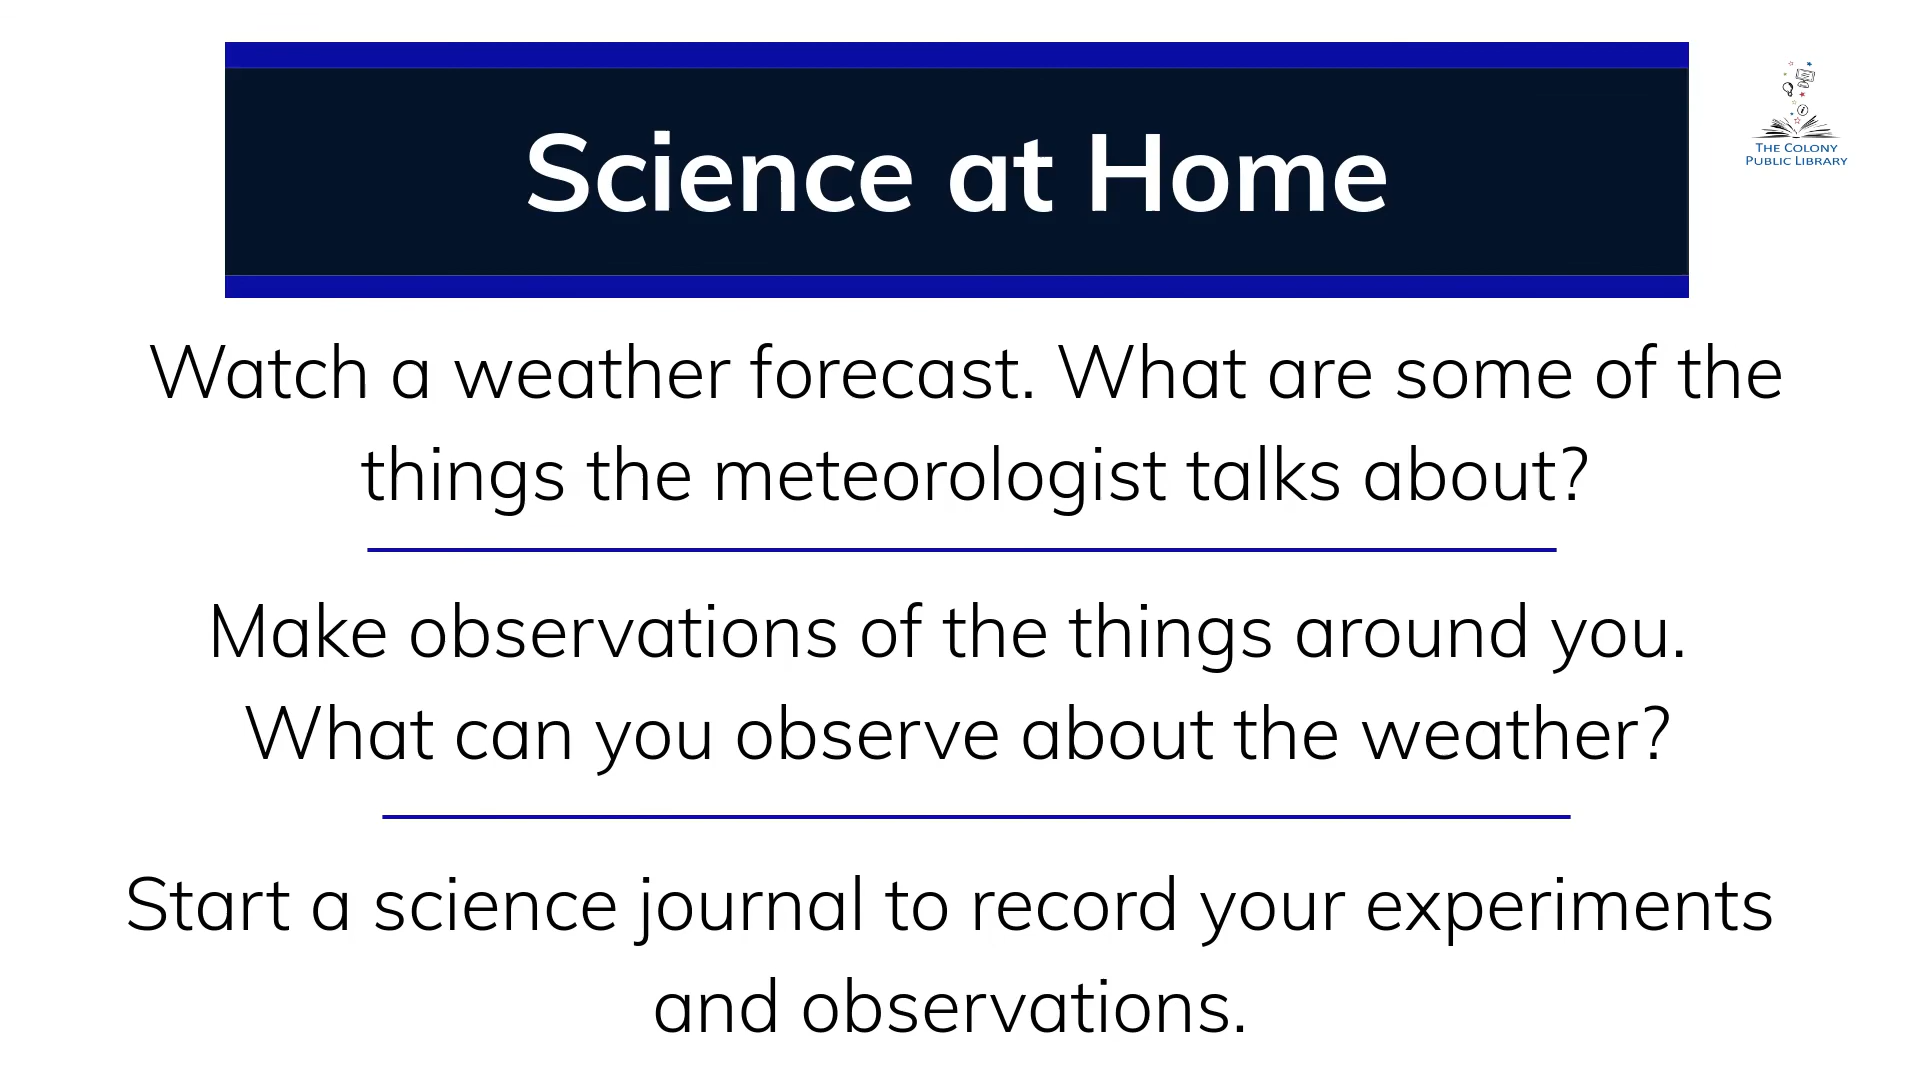 Science at Home
THE COLONY
PUBLIC LIBRARY
Watch a weather forecast. What are some of the
things the meteorologist talks about?
Make observations of the things around you.
What can you observe about the weather?
Start a science journal to record your experiments
and observations.